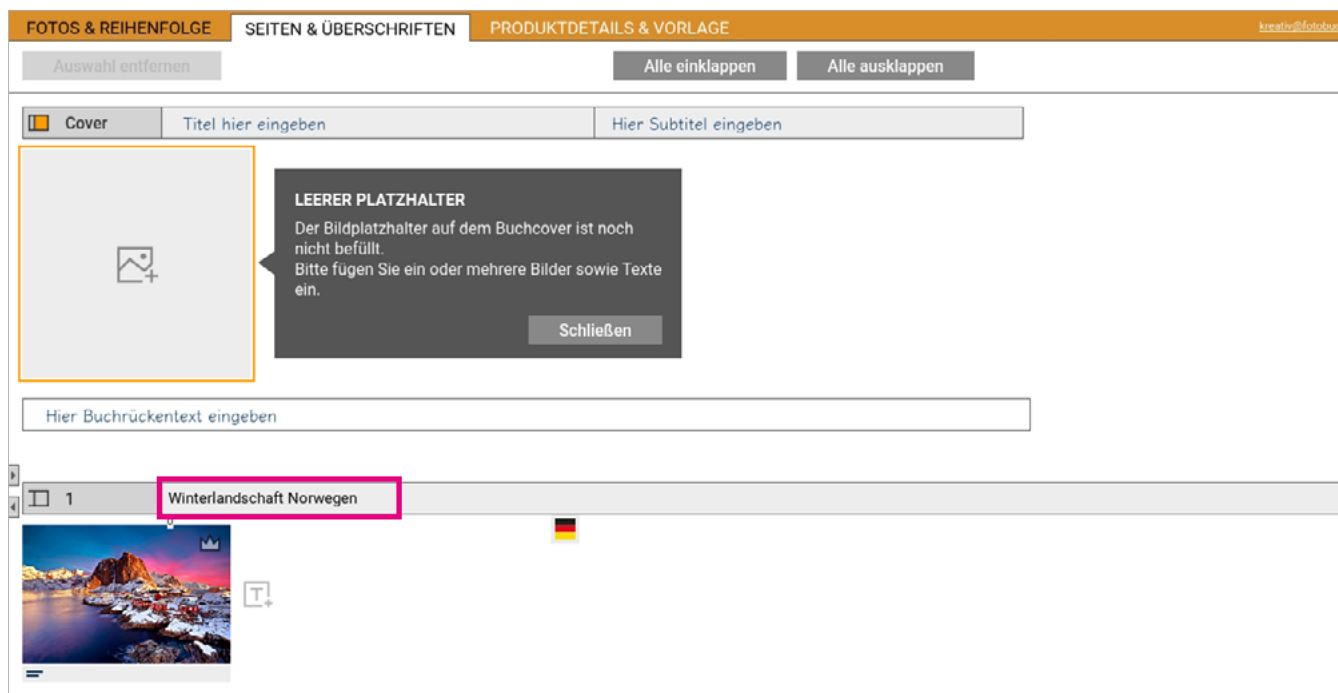 FOTOS & REIHENFOLGE
SEITEN & ÜBERSCHRIFTEN
PRODUKTDETAILS & VORLAGE
Auswahl entfernen
Alle einklappen
Alle ausklappen
Cover
Titel hier eingeben
Hier Subtitel eingeben
LEERER PLATZHALTER
Der Bildplatzhalter auf dem Buchcover ist noch
nicht befüllt.
Bitte fügen Sie ein oder mehrere Bilder sowie Texte
ein.
Schließen
Hier Buchrückentext eingeben
1
Winterlandschaft Norwegen
T